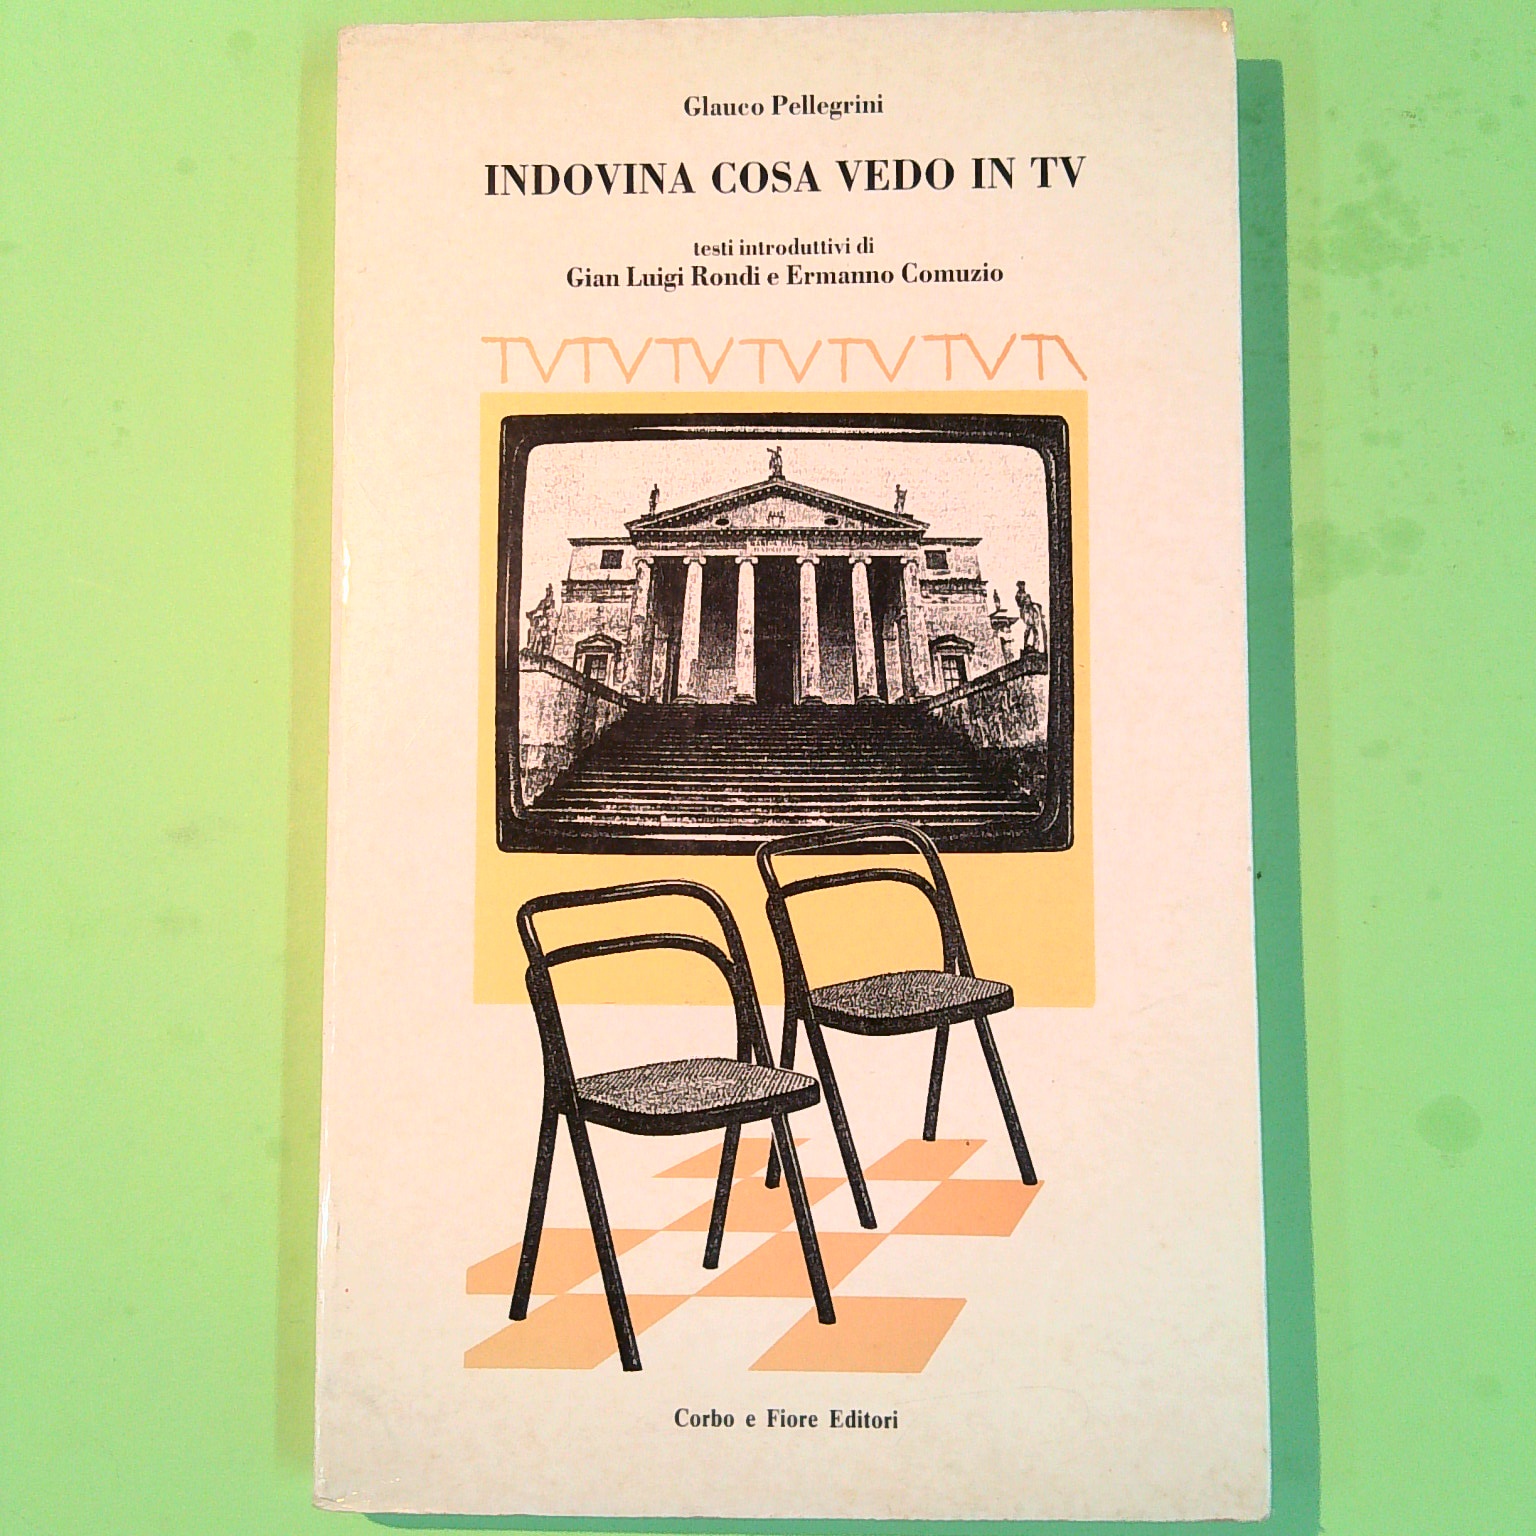 Glauco Pellegrini
INDOVINA COSA VEDO IN TV
testi introduttivi di
Gian Luigi Rondi e Ermanno Comuzio
TVTVTVTVTVTVT\
Corbo e Fiore Editori